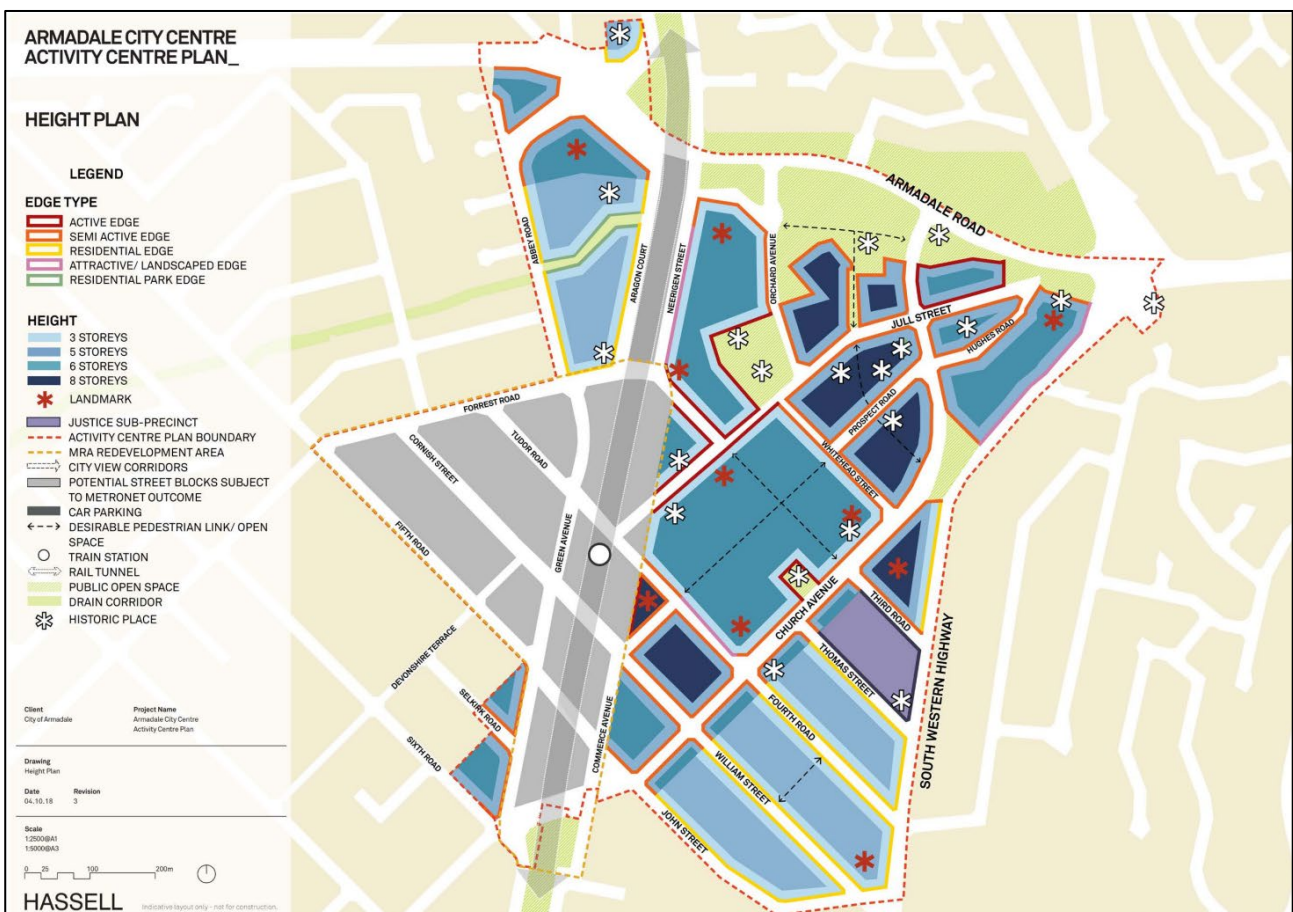 ARMADALE CITY CENTRE
ACTIVITY CENTRE PLAN_
HEIGHT PLAN
LEGEND
EDGE TYPE
ACTIVE EDGE
SEMI ACTIVE EDGE
RESIDENTIAL EDGE
ATTRACTIVE/ LANDSCAPED EDGE
RESIDENTIAL PARK EDGE
HEIGHT
3 STOREYS
5 STOREYS
6 STOREYS
8 STOREYS
LANDMARK
JUSTICE SUB-PRECINCT
ACTIVITY CENTRE PLAN BOUNDARY
MRA REDEVELOPMENT AREA
CITY VIEW CORRIDORS
POTENTIAL STREET BLOCKS SUBJECT
TO METRONET OUTCOME
CAR PARKING
DESIRABLE PEDESTRIAN LINK/ OPEN
SPACE
TRAIN STATION
RAIL TUNNEL
PUBLIC OPEN SPACE
DRAIN CORRIDOR
HISTORIC PLACE
Client
City of Armadale
Project Name
Armadale City Centre
Activity Centre Plan
Drawing
Height Plan
Date
04.10.18
Revision
3
Scale
1:2500@A1
1:5000@A3
0 25 100 200m
HASSELL
Indicative layout only - not for construction.
ARMADALE ROAD
ABBEY ROAD
ARAGON COURT
NEERIGEN STREET
ORCHARD AVENUE
JULL STREET
HUGHES ROAD
PROSPECT ROAD
WHITEHEAD STREET
FORREST ROAD
TUDOR ROAD
CORNISH STREET
FIFTH ROAD
GREEN AVENUE
CHURCH AVENUE
THIRD ROAD
THOMAS STREET
SOUTH WESTERN HIGHWAY
FOURTH ROAD
WILLIAM STREET
JOHN STREET
COMMERCE AVENUE
DEVONSHIRE TERRACE
SELKIRK ROAD
SIXTH ROAD